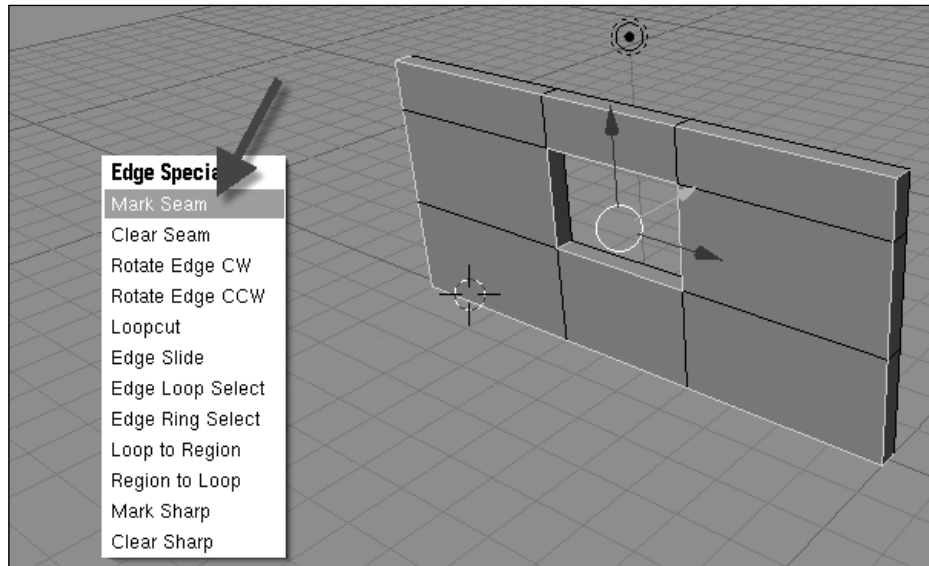 Edge Specia
Mark Seam
Clear Seam
Rotate Edge CW
Rotate Edge CCW
Loopcut
Edge Slide
Edge Loop Select
Edge Ring Select
Loop to Region
Region to Loop
Mark Sharp
Clear Sharp